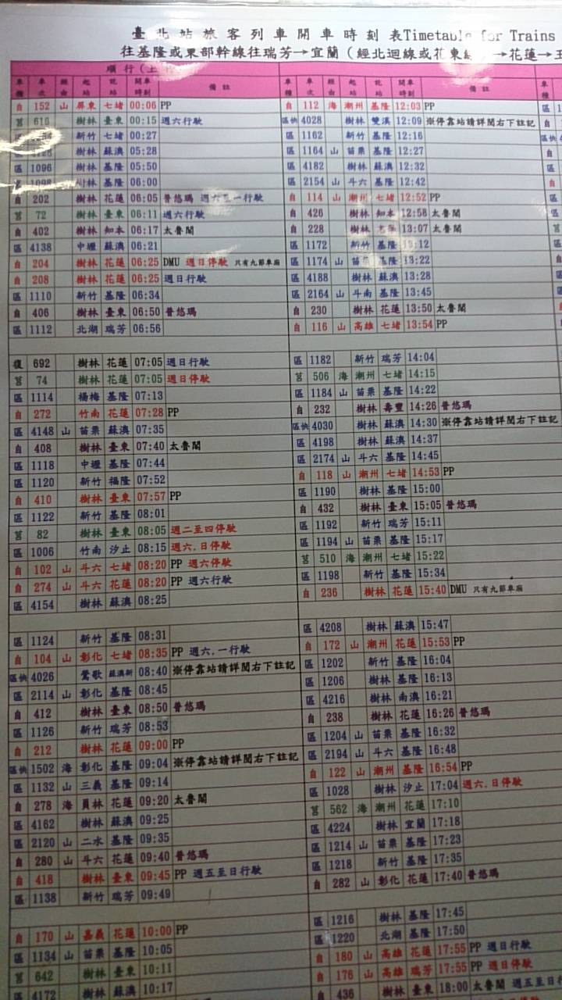 臺北站旅客列車開車時刻表Timetable for Trains
往基隆或東部幹線往瑞芳→宜蘭(經北迴線或花東 →花蓮→
順行(上
車種 車次 經由 起站 訖站 開車時刻 備註
自 152 山 屏東 七堵 00:06 PP
莒 616 樹林 臺東 00:15 週六行駛
新竹 七堵 00:27
樹林 蘇澳 05:28
區 1096 樹林 基隆 05:50
樹林 基隆 06:00
自 202 樹林 花蓮 06:05 普悠瑪 週六至一行駛
莒 72 樹林 臺東 06:11 週六行駛
自 402 樹林 知本 06:17 太魯閣
區 4138 中壢 蘇澳 06:21
自 204 樹林 花蓮 06:25 DMU 週日停駛 只有九節車廂
自 208 樹林 花蓮 06:25 週日行駛
區 1110 新竹 基隆 06:34
自 406 樹林 臺東 06:50 普悠瑪
區 1112 北湖 瑞芳 06:56
復 692 樹林 花蓮 07:05 週日行駛
莒 74 樹林 花蓮 07:05 週日停駛
區 1114 楊梅 基隆 07:13
自 272 竹南 花蓮 07:28 PP
區 4148 山 苗栗 蘇澳 07:35
自 408 樹林 臺東 07:40 太魯閣
區 1118 中壢 基隆 07:44
區 1120 新竹 福隆 07:52
自 410 樹林 臺東 07:57 PP
區 1122 新竹 基隆 08:01
莒 82 樹林 臺東 08:05 週二至四停駛
區 1006 竹南 汐止 08:15 週六.日停駛
自 102 山 斗六 七堵 08:20 PP 週六停駛
自 274 山 斗六 花蓮 08:20 PP 週六行駛
區 4154 樹林 蘇澳 08:25
區 1124 新竹 基隆 08:31
自 104 山 彰化 七堵 08:35 PP 週六.一行駛
區快 4026 鶯歌 蘇澳新 08:40 ※停靠站請詳閱右下註記
區 2114 山 彰化 基隆 08:45
自 412 樹林 臺東 08:50 普悠瑪
區 1126 新竹 瑞芳 08:53
自 212 樹林 花蓮 09:00 PP
區快 1502 海 彰化 基隆 09:04 ※停靠站請詳閱右下註記
區 1132 山 三義 基隆 09:14
自 278 海 員林 花蓮 09:20 太魯閣
區 4162 樹林 蘇澳 09:25
區 2120 山 二水 基隆 09:35
自 280 山 斗六 花蓮 09:40 普悠瑪
自 418 樹林 臺東 09:45 PP 週五至日行駛
區 1138 新竹 瑞芳 09:49
自 170 山 嘉義 花蓮 10:00 PP
區 1134 山 苗栗 基隆 10:05
莒 642 樹林 臺東 10:11
區 4172 樹林 蘇澳 10:17
車種 車次 經由 起站 訖站 開車時刻 備註
自 112 海 潮州 基隆 12:03 PP
區快 4028 樹林 雙溪 12:09 ※停靠站請詳閱右下註記
區 1162 新竹 基隆 12:16
區 1164 山 苗栗 基隆 12:27
區 4182 樹林 蘇澳 12:32
區 2154 山 斗六 基隆 12:42
自 114 山 潮州 七堵 12:52 PP
自 426 樹林 知本 12:58 太魯閣
自 228 樹林 13:07 太魯閣
區 1172 新竹 基隆 13:12
區 1174 山 苗栗 基隆 13:22
區 4188 樹林 蘇澳 13:28
區 2164 山 斗南 基隆 13:45
自 230 樹林 花蓮 13:50 太魯閣
自 116 山 高雄 七堵 13:54 PP
區 1182 新竹 瑞芳 14:04
莒 506 海 潮州 七堵 14:15
區 1184 山 苗栗 基隆 14:22
自 232 樹林 壽豐 14:26 普悠瑪
區快 4030 樹林 蘇澳 14:30 ※停靠站請詳閱右下註記
區 4198 樹林 蘇澳 14:37
區 2174 山 斗六 基隆 14:45
自 118 山 潮州 七堵 14:53 PP
區 1190 樹林 基隆 15:00
自 432 樹林 臺東 15:05 普悠瑪
區 1192 新竹 瑞芳 15:11
區 1194 山 苗栗 基隆 15:17
莒 510 海 潮州 七堵 15:22
區 1198 新竹 基隆 15:34
自 236 樹林 花蓮 15:40 DMU 只有九節車廂
區 4208 樹林 蘇澳 15:47
自 172 山 潮州 花蓮 15:53 PP
區 1202 新竹 基隆 16:04
區 1206 樹林 基隆 16:13
區 4216 樹林 南澳 16:21
自 238 樹林 花蓮 16:26 普悠瑪
區 1204 山 苗栗 基隆 16:32
區 2194 山 斗六 基隆 16:48
自 122 山 潮州 基隆 16:54 PP
區 1028 樹林 汐止 17:04 週六.日停駛
莒 562 海 潮州 花蓮 17:10
區 4224 樹林 宜蘭 17:18
區 1214 山 苗栗 基隆 17:23
區 1218 新竹 基隆 17:35
自 282 山 彰化 花蓮 17:40 普悠瑪
區 1216 樹林 基隆 17:45
區 1220 北湖 基隆 17:50
自 180 山 高雄 花蓮 17:55 PP 週日行駛
自 176 山 高雄 瑞芳 17:55 PP 週日停駛
自 436 樹林 臺東 18:00 太魯閣 週五至日